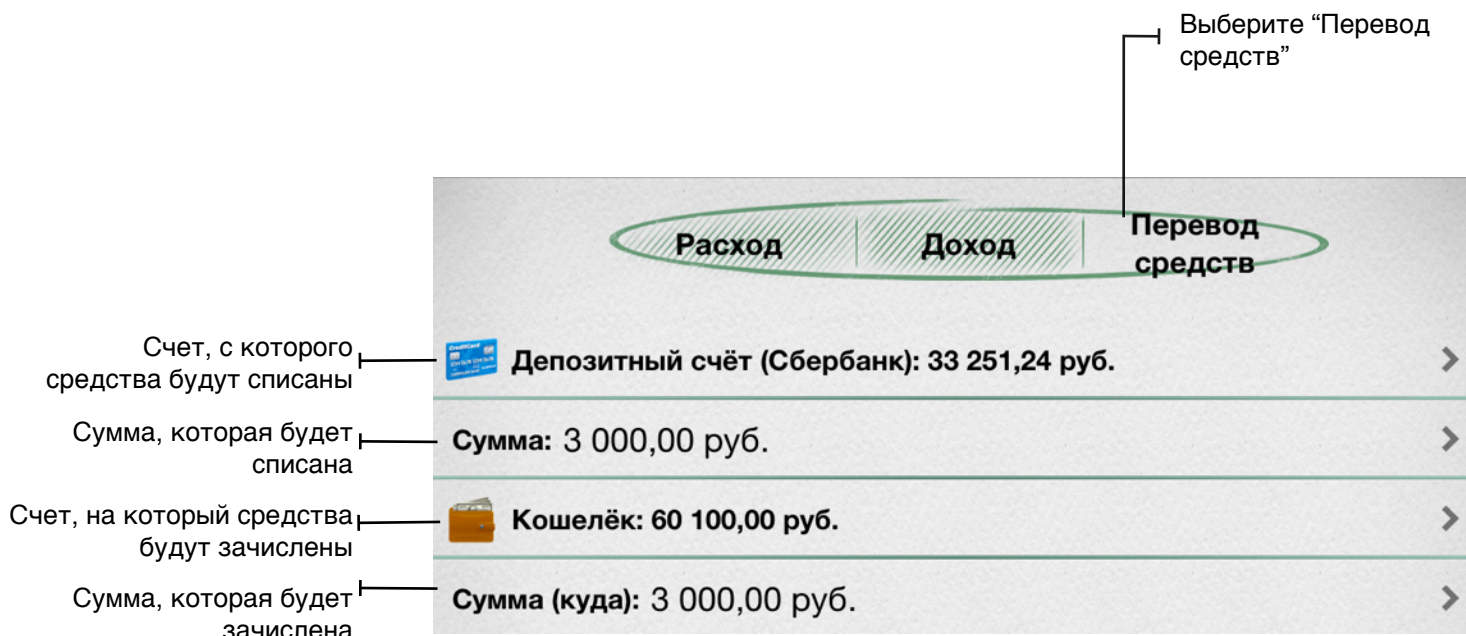 Выберите “Перевод
средств”
Расход
Доход
Перевод
средств
Счет, с которого
средства будут списаны
CreditCard
Депозитный счёт (Сбербанк): 33 251,24 руб.
Сумма, которая будет
списана
Сумма: 3 000,00 руб.
Счет, на который средства
будут зачислены
Кошелёк: 60 100,00 руб.
Сумма, которая будет
зачислена
Сумма (куда): 3 000,00 руб.